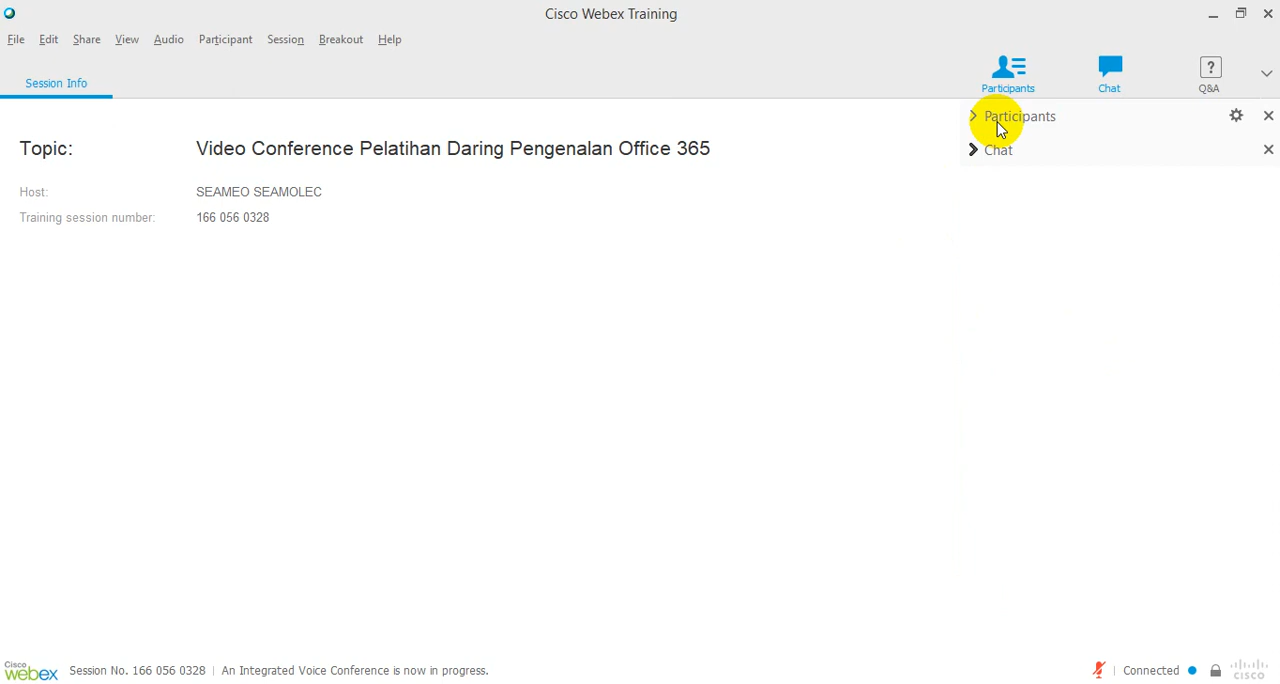 Cisco Webex Training
File Edit Share View Audio Participant Session Breakout Help
Session Info
Participants Chat Q&A
Participants
Chat
Topic: Video Conference Pelatihan Daring Pengenalan Office 365
Host: SEAMEO SEAMOLEC
Training session number: 166 056 0328
Cisco webex Session No. 166 056 0328 | An Integrated Voice Conference is now in progress. Connected cisco